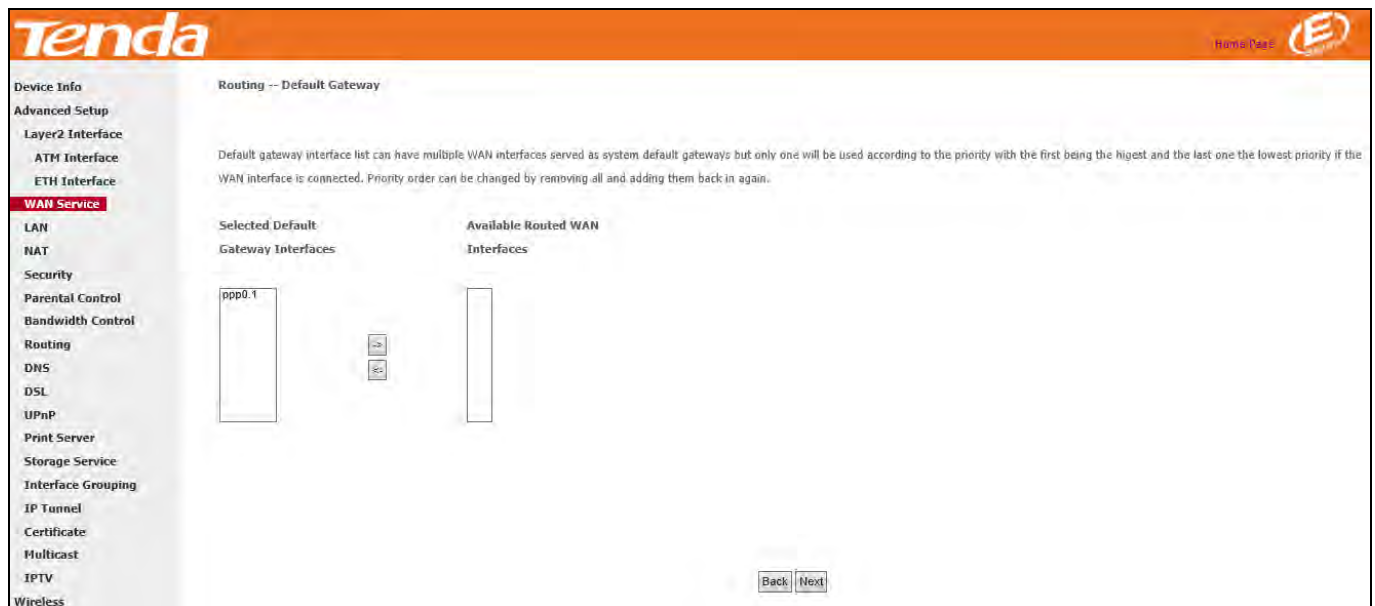 Tenda
Home Page
Device Info
Advanced Setup
Layer2 Interface
ATM Interface
ETH Interface
WAN Service
LAN
NAT
Security
Parental Control
Bandwidth Control
Routing
DNS
DSL
UPnP
Print Server
Storage Service
Interface Grouping
IP Tunnel
Certificate
Multicast
IPTV
Wireless
Routing -- Default Gateway
Default gateway interface list can have multiple WAN interfaces served as system default gateways but only one will be used according to the priority with the first being the higest and the last one the lowest priority if the
WAN interface is connected. Priority order can be changed by removing all and adding them back in again.
Selected Default
Gateway Interfaces
Available Routed WAN
Interfaces
ppp0.1
->
<-
Back Next